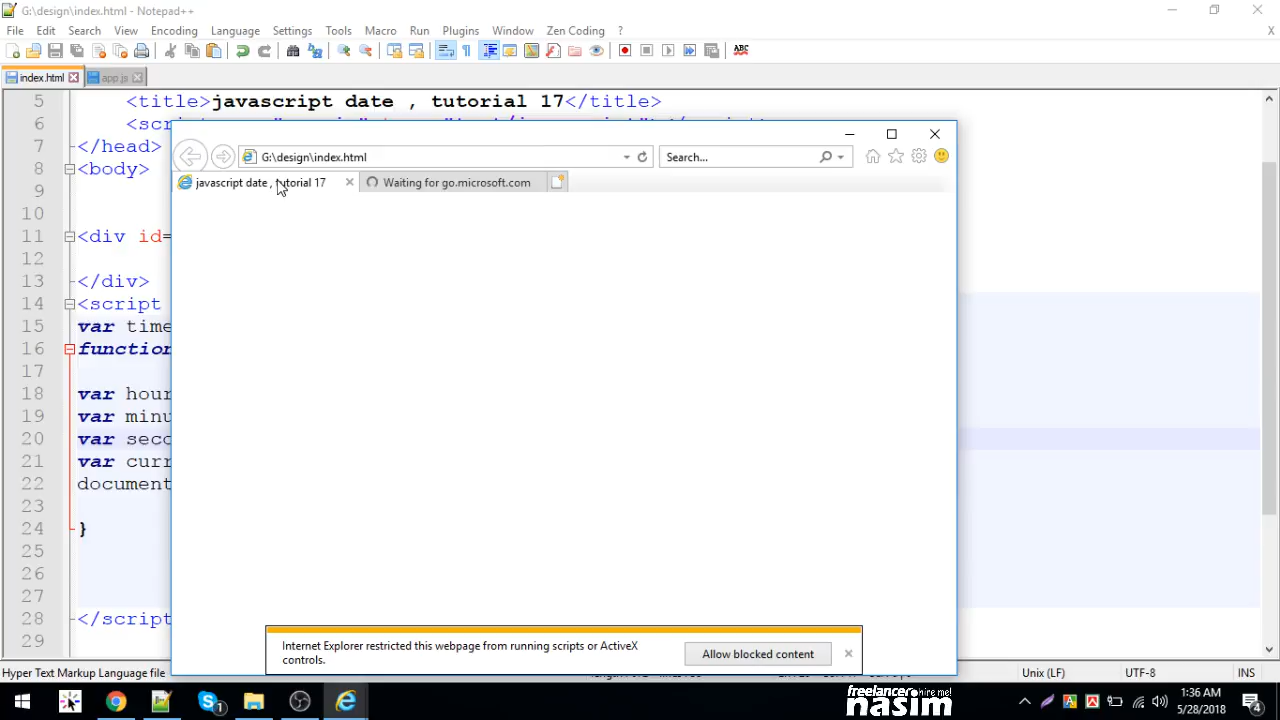 G:\design\index.html - Notepad++
File Edit Search View Encoding Language Settings Tools Macro Run Plugins Window Zen Coding ?
X
index.html app.js
5 <title>javascript date , tutorial 17</title>
6 <scr
7 </head>
8 <body>
9
10
11 <div id=
12
13 </div>
14 <script
15 var time
16 function
17
18 var hour
19 var minu
20 var seco
21 var curr
22 document
23
24 }
25
26
27
28 </script
29
G:\design\index.html
Search...
javascript date , tutorial 17
Waiting for go.microsoft.com
Internet Explorer restricted this webpage from running scripts or ActiveX
controls.
Allow blocked content
Hyper Text Markup Language file
Unix (LF) UTF-8 INS
freelancer hire me!
nasim
1:36 AM
5/28/2018